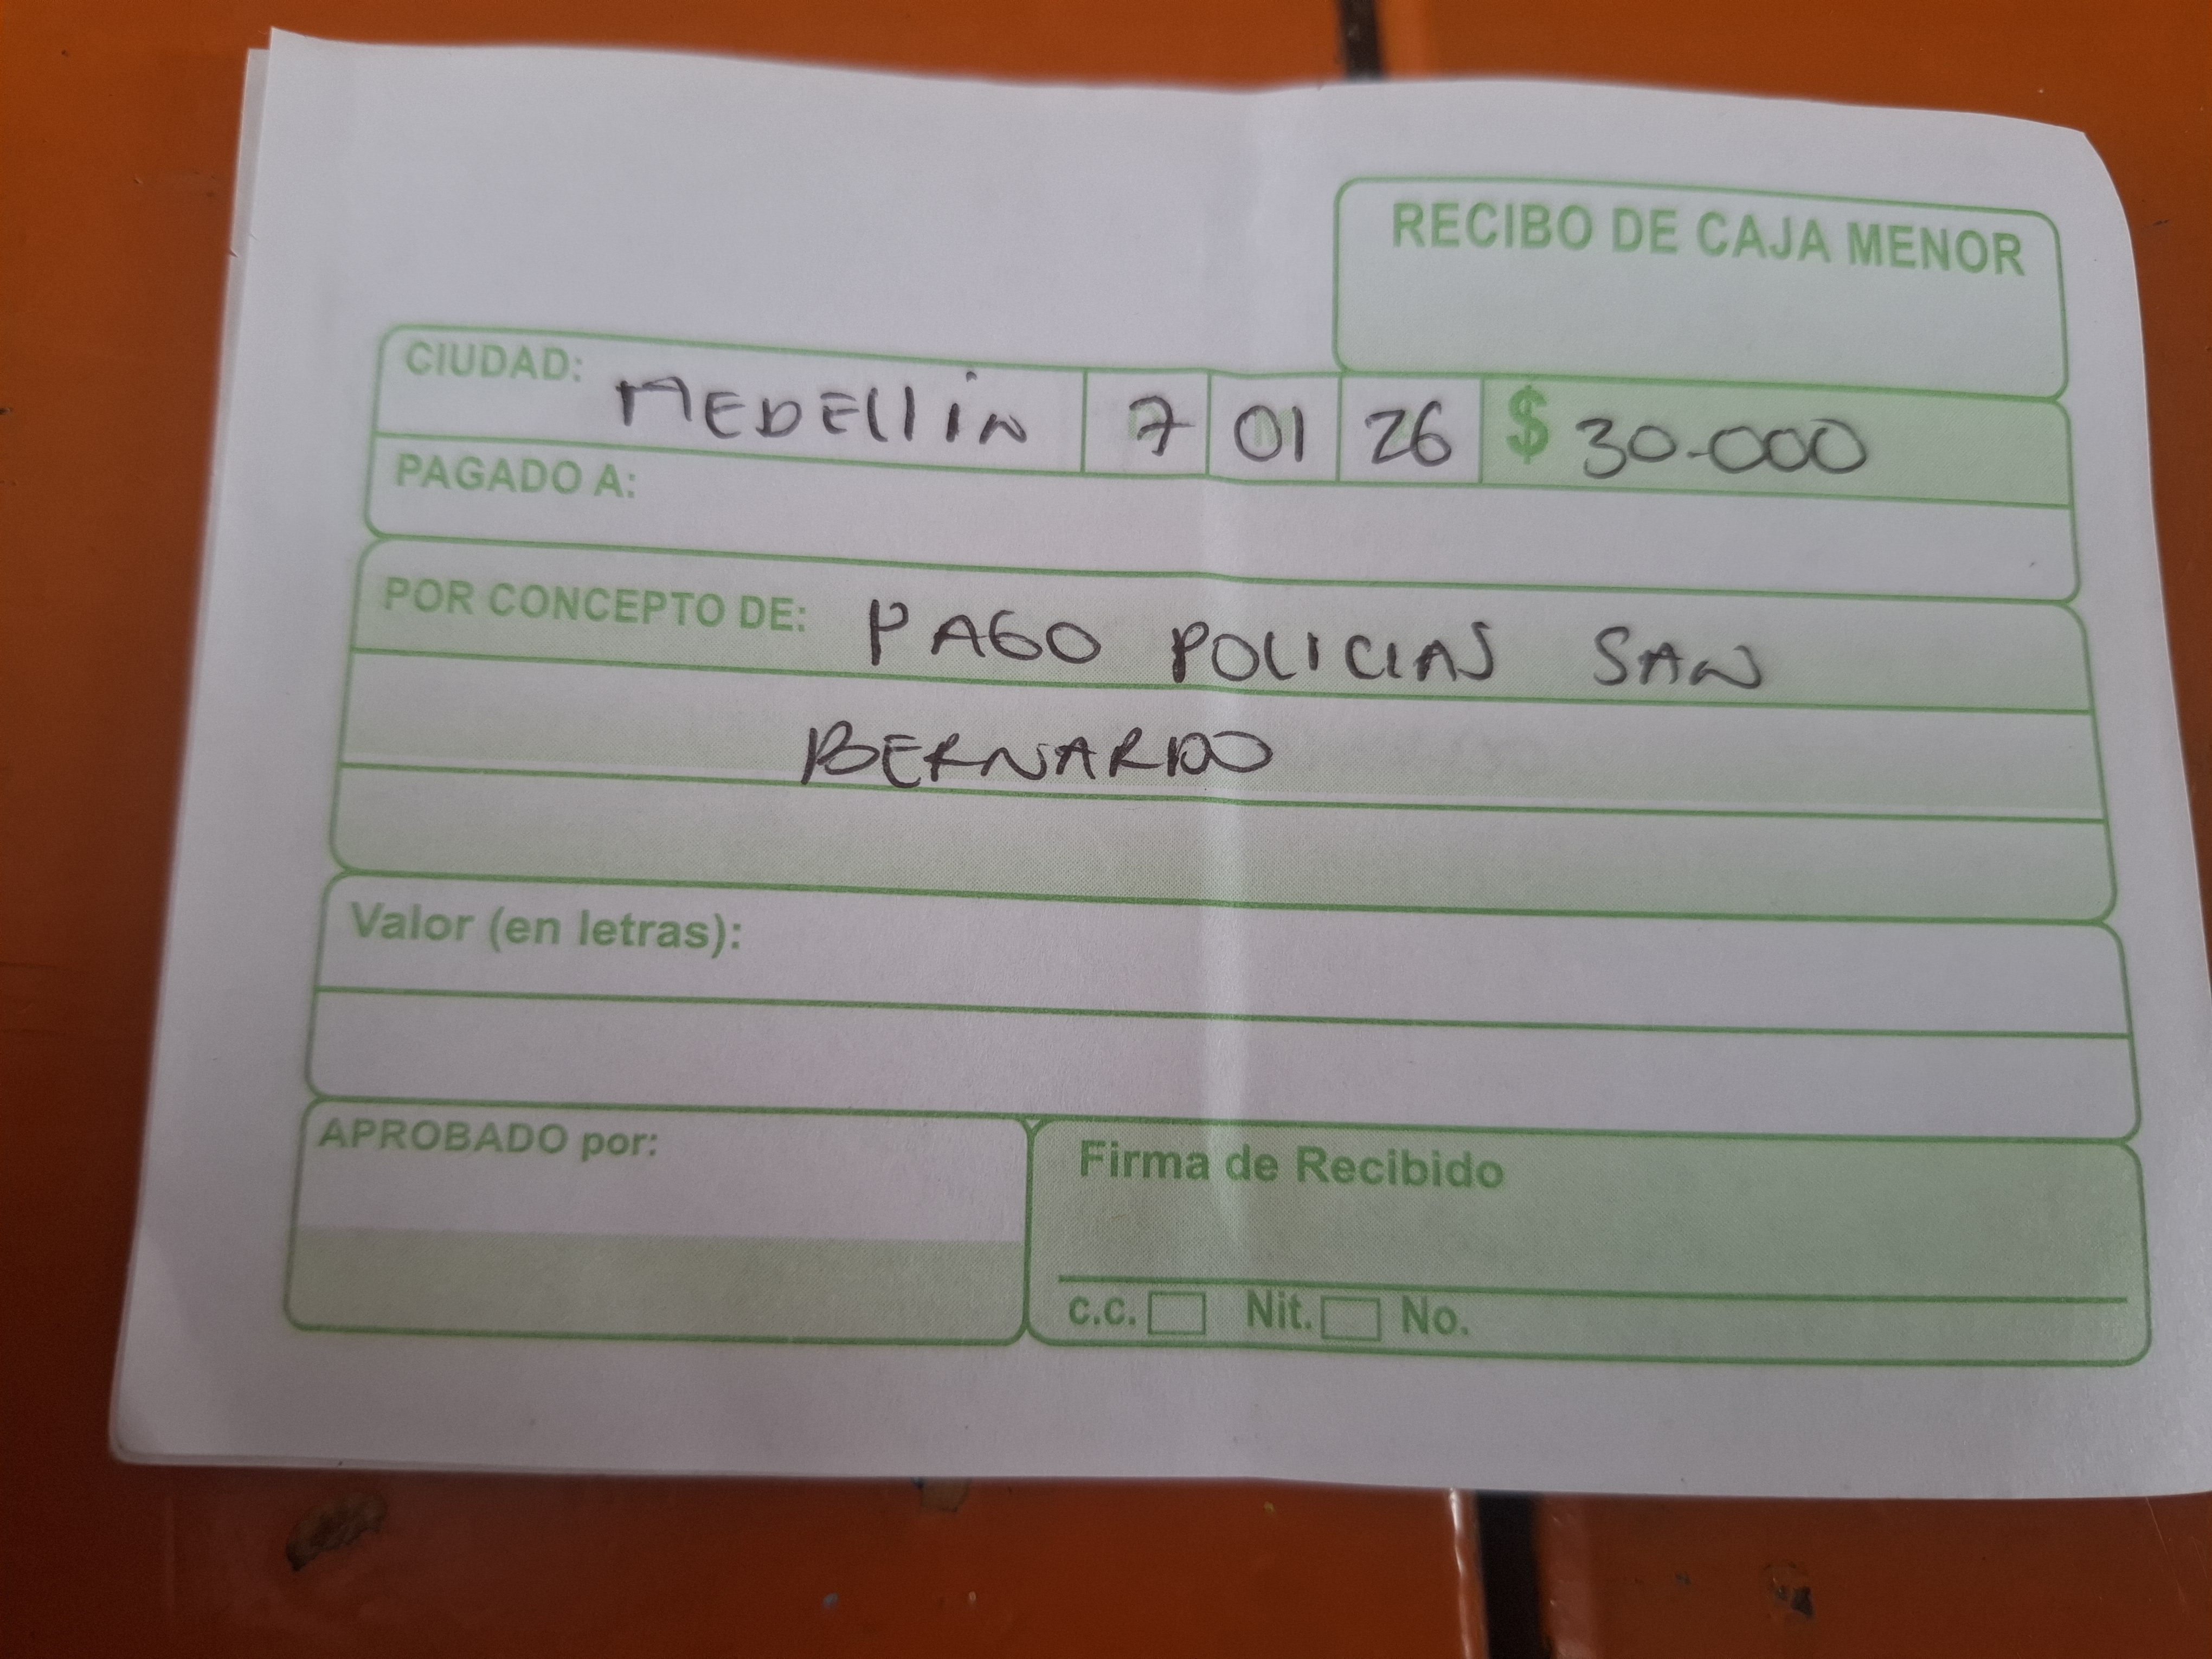 RECIBO DE CAJA MENOR
CIUDAD: MEDELLÍN 7 01 26 $ 30.000
PAGADO A:
POR CONCEPTO DE: PAGO POLICIAS SAN
BERNARDO
Valor (en letras):
APROBADO por:
Firma de Recibido
c.c. Nit. No.